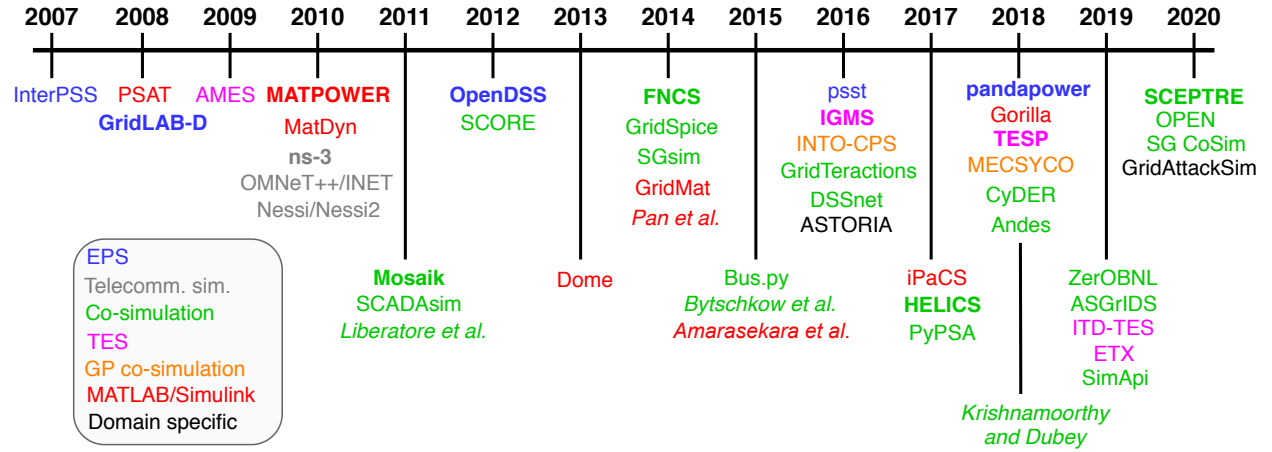 2007 2008 2009 2010 2011 2012 2013 2014 2015 2016 2017 2018 2019 2020
InterPSS
PSAT
GridLAB-D
AMES
MATPOWER
MatDyn
ns-3
OMNeT++/INET
Nessi/Nessi2
Mosaik
SCADAsim
Liberatore et al.
OpenDSS
SCORE
Dome
FNCS
GridSpice
SGsim
GridMat
Pan et al.
Bus.py
Bytschkow et al.
Amarasekara et al.
psst
IGMS
INTO-CPS
GridTeractions
DSSnet
ASTORIA
iPaCS
HELICS
PyPSA
pandapower
Gorilla
TESP
MECSYCO
CyDER
Andes
Krishnamoorthy
and Dubey
ZerOBNL
ASGrIDS
ITD-TES
ETX
SimApi
SCEPTRE
OPEN
SG CoSim
GridAttackSim
EPS
Telecomm. sim.
Co-simulation
TES
GP co-simulation
MATLAB/Simulink
Domain specific